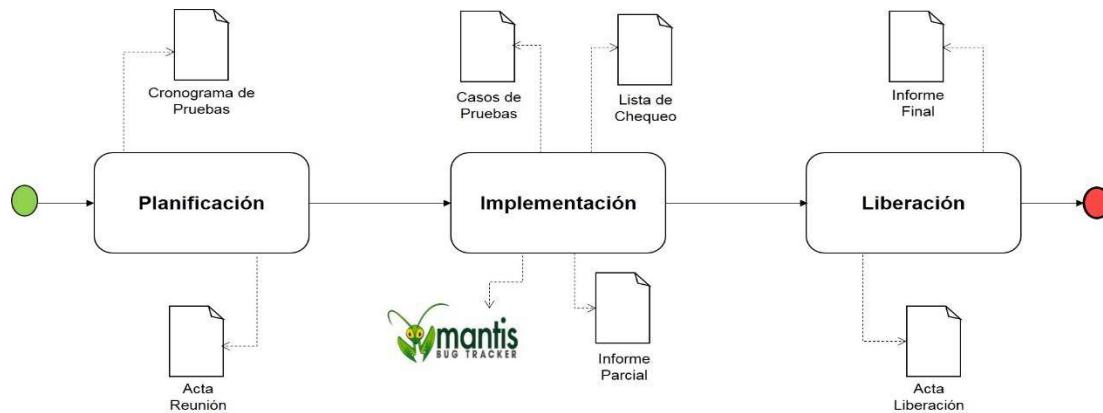 Cronograma de
Pruebas
Casos de
Pruebas
Lista de
Chequeo
Informe
Final
Planificación
Implementación
Liberación
Acta
Reunión
mantis
BUG TRACKER
Informe
Parcial
Acta
Liberación